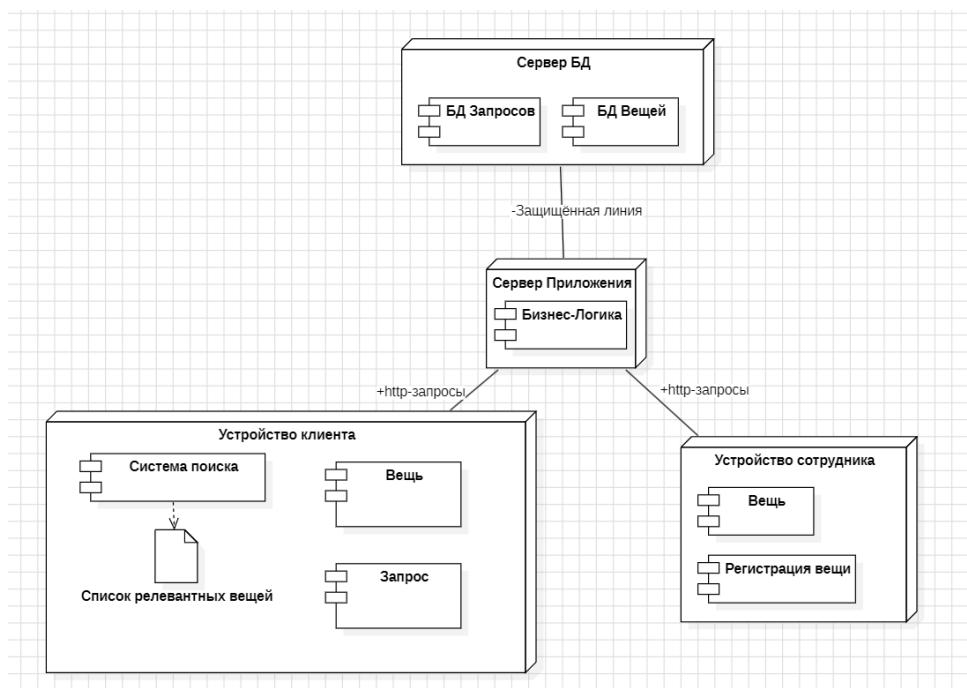 Сервер БД
БД Запросов
БД Вещей
-Защищённая линия
Сервер Приложения
Бизнес-Логика
+http-запросы
+http-запросы
Устройство клиента
Система поиска
Вещь
Список релевантных вещей
Запрос
Устройство сотрудника
Вещь
Регистрация вещи